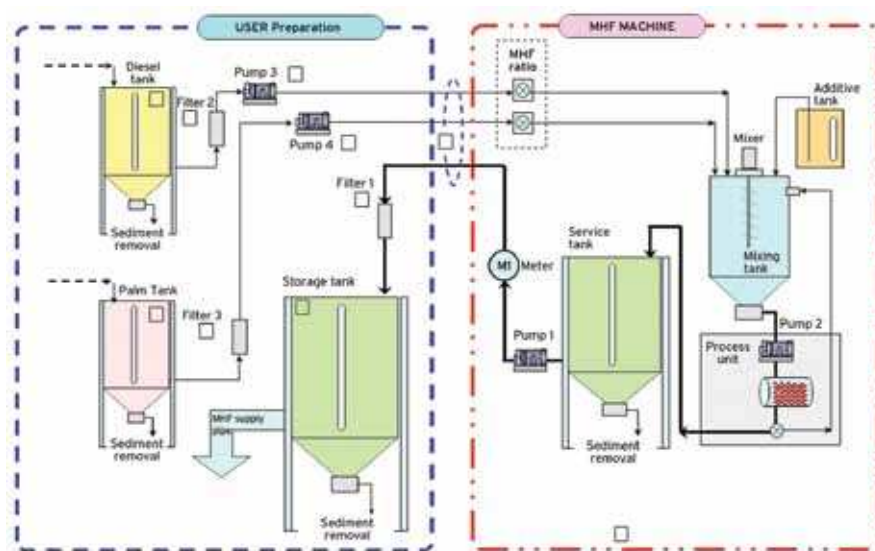 USER Preparation
MHF MACHINE
Diesel
tank
Filter 2
Pump 3
Pump 4
MHF
ratio
Additive
tank
Mixer
Sediment
removal
Filter 1
Service
tank
Mixing
tank
M1
Meter
Palm Tank
Filter 3
Storage tank
Pump 1
Pump 2
Process
unit
MHF supply
Sediment
removal
Sediment
removal
Sediment
removal